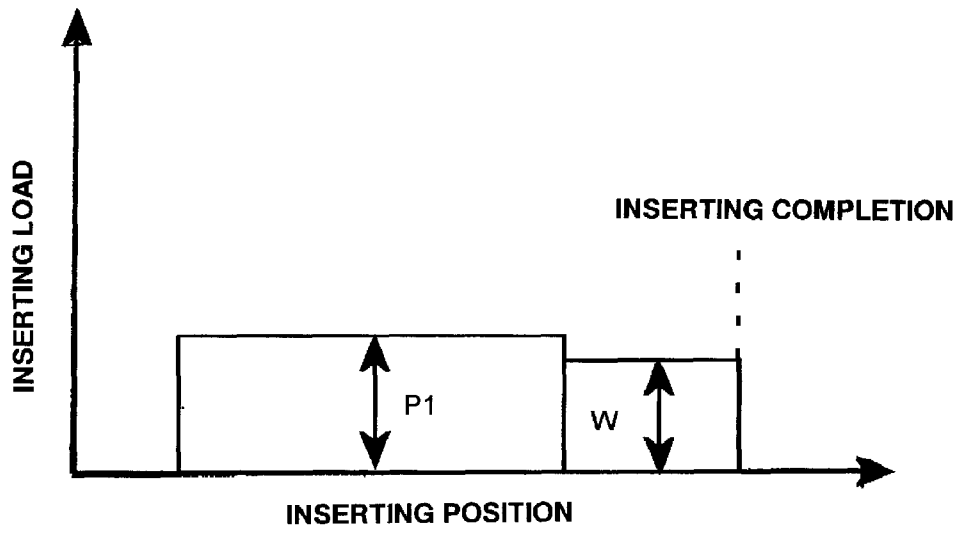 INSERTING LOAD
INSERTING COMPLETION
P1
W
INSERTING POSITION